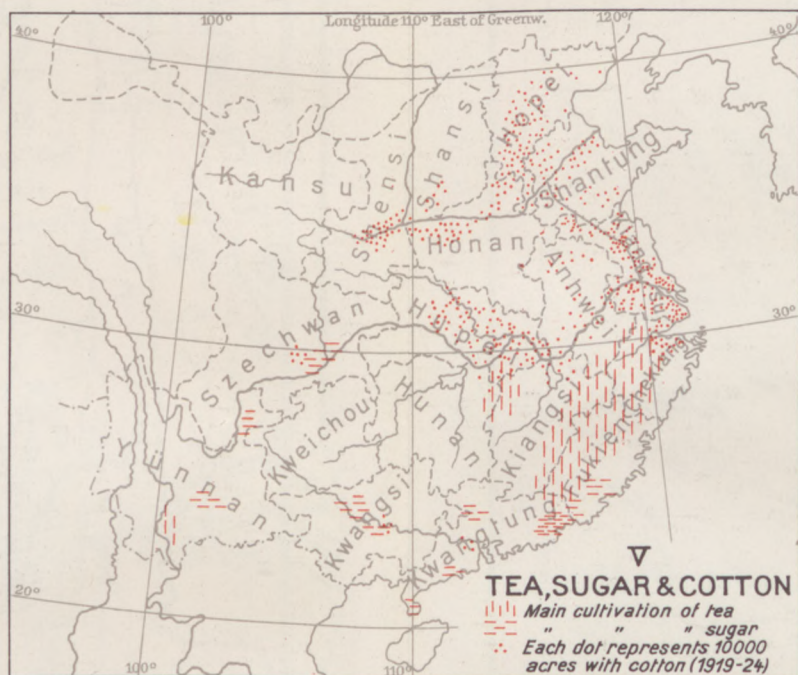 100° Longitude 110° East of Greenw. 120°
40° 40°
Hope
Shansi
Shensi
Kansu
Shantung
Honan
Kiangsu
Anhwei
30° 30°
Szechwan
Hupe
Chekiang
Hunan
Kweichou
Kiangsi
Fukien
Yünnan
Kwangsi
Kwangtung
20°
100°
110°
V
TEA, SUGAR & COTTON
Main cultivation of tea
" " " sugar
Each dot represents 10000
acres with cotton (1919-24)